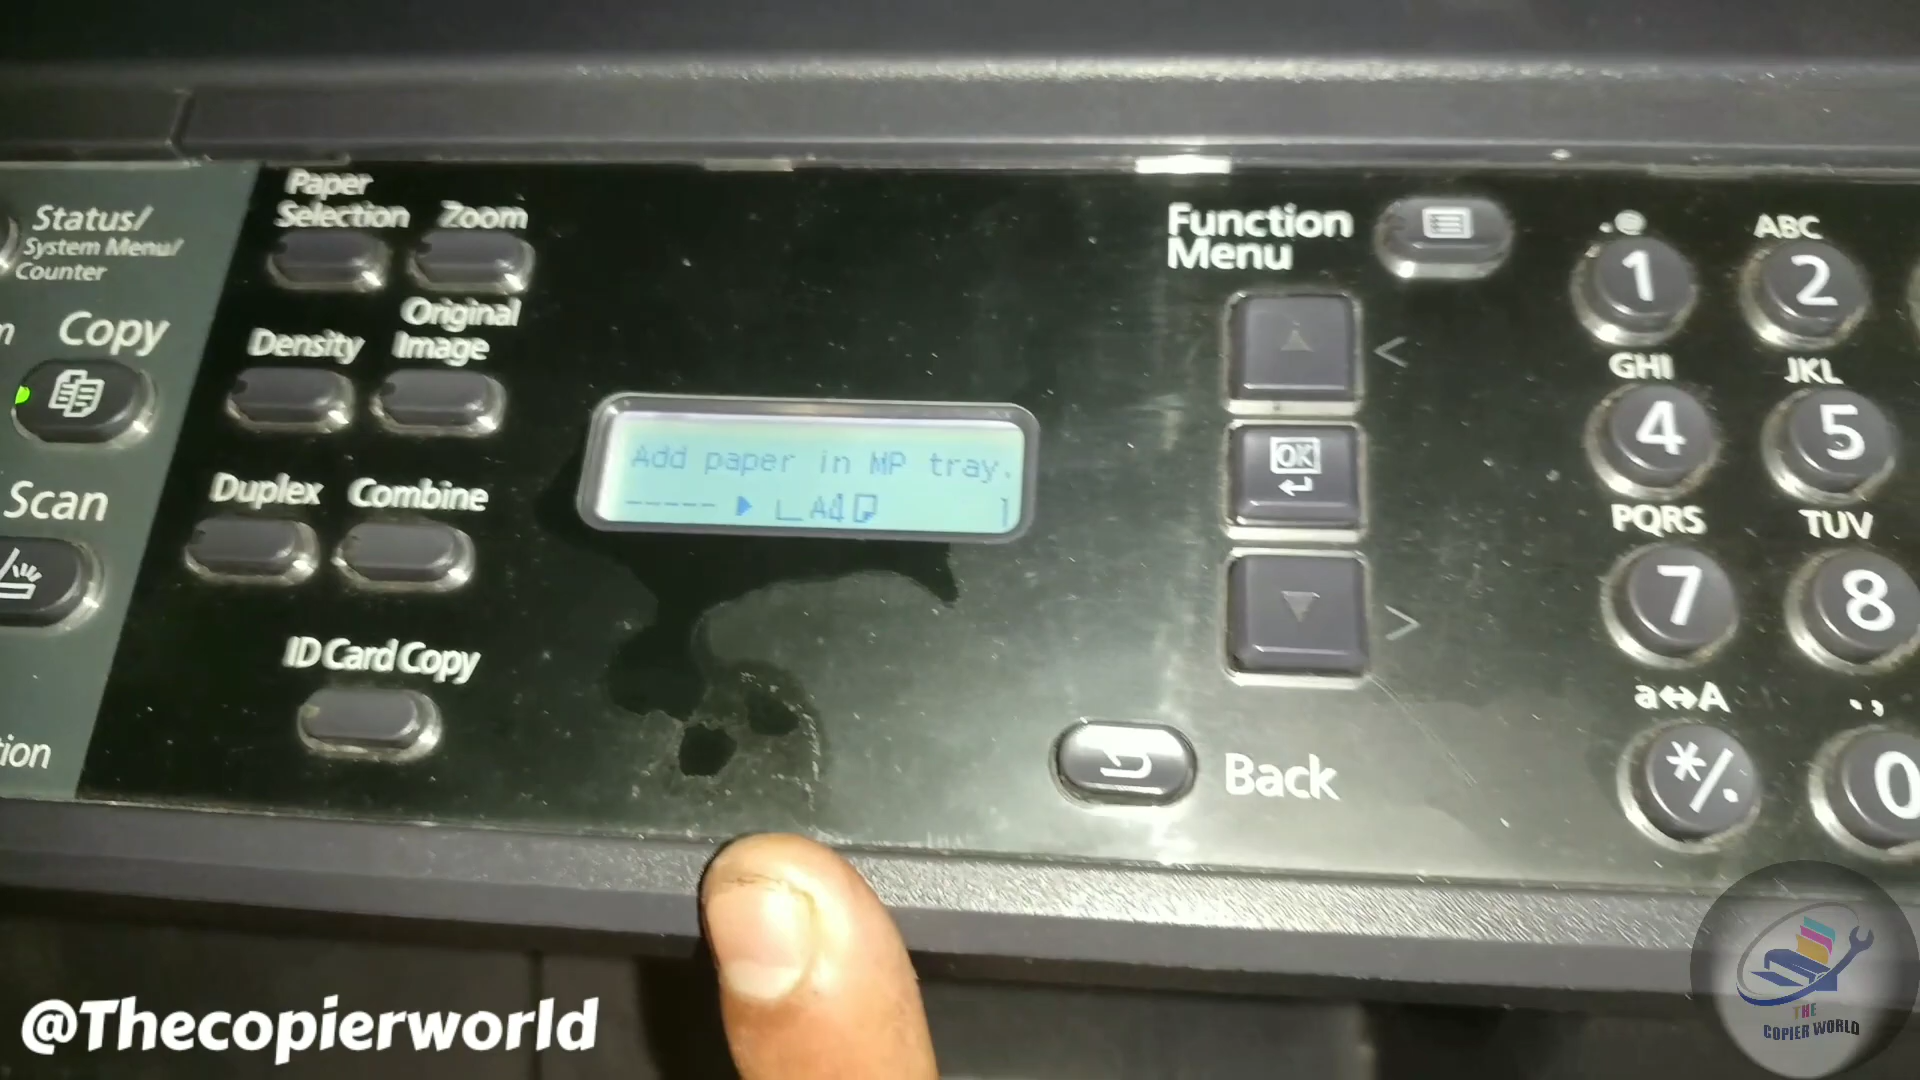 Paper
Selection
Zoom
Status/
System Menu/
Counter
Copy
Density
Original
Image
Scan
Duplex
Combine
ID Card Copy
Add paper in MP tray.
----- ▶ A4
Function
Menu
OK
Back
.@
1
ABC
2
GHI
4
JKL
5
PQRS
7
TUV
8
a↔A
*/.
.,
0
@Thecopierworld
THE
COPIER WORLD